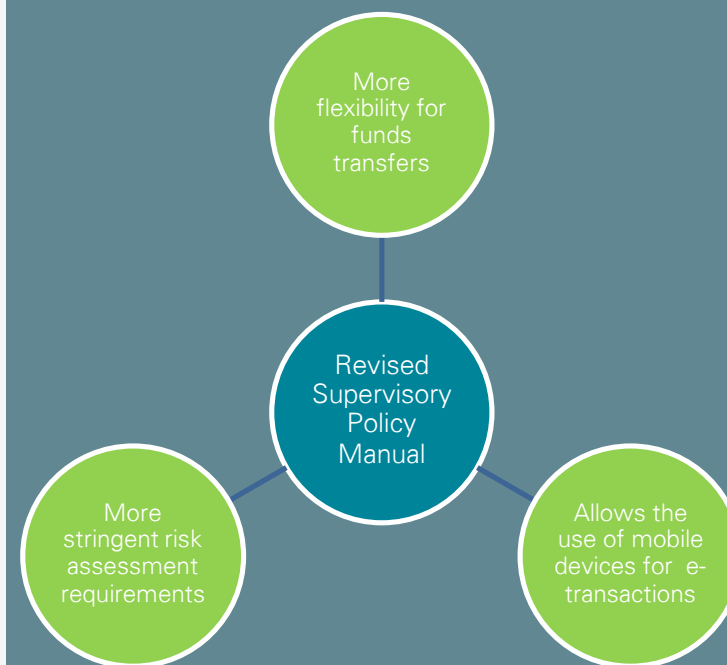 More
flexibility for
funds
transfers
Revised
Supervisory
Policy
Manual
More
stringent risk
assessment
requirements
Allows the
use of mobile
devices for e-
transactions